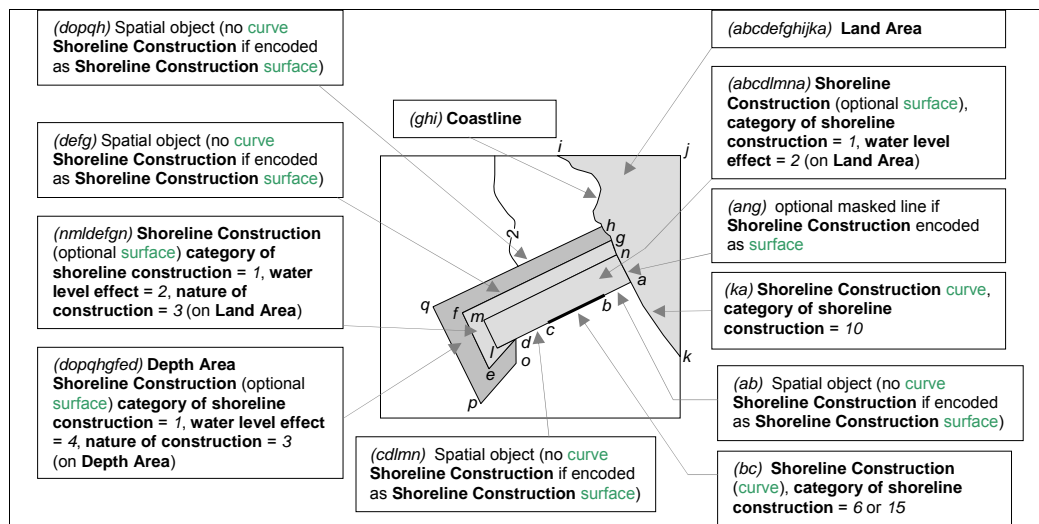 (dopqh) Spatial object (no curve
Shoreline Construction if encoded
as Shoreline Construction surface)
(defg) Spatial object (no curve
Shoreline Construction if encoded
as Shoreline Construction surface)
(nmldefgn) Shoreline Construction
(optional surface) category of
shoreline construction = 1, water
level effect = 2, nature of
construction = 3 (on Land Area)
(dopqhgfed) Depth Area
Shoreline Construction (optional
surface) category of shoreline
construction = 1, water level effect
= 4, nature of construction = 3
(on Depth Area)
(ghi) Coastline
i
j
2
h
g
n
a
q
f
m
b
c
l
d
o
e
p
k
(cdlmn) Spatial object (no curve
Shoreline Construction if encoded
as Shoreline Construction surface)
(abcdefghijka) Land Area
(abcdlmna) Shoreline
Construction (optional surface),
category of shoreline
construction = 1, water level
effect = 2 (on Land Area)
(ang) optional masked line if
Shoreline Construction encoded
as surface
(ka) Shoreline Construction curve,
category of shoreline
construction = 10
(ab) Spatial object (no curve
Shoreline Construction if
encoded as Shoreline
Construction surface)
(bc) Shoreline Construction
(curve), category of shoreline
construction = 6 or 15